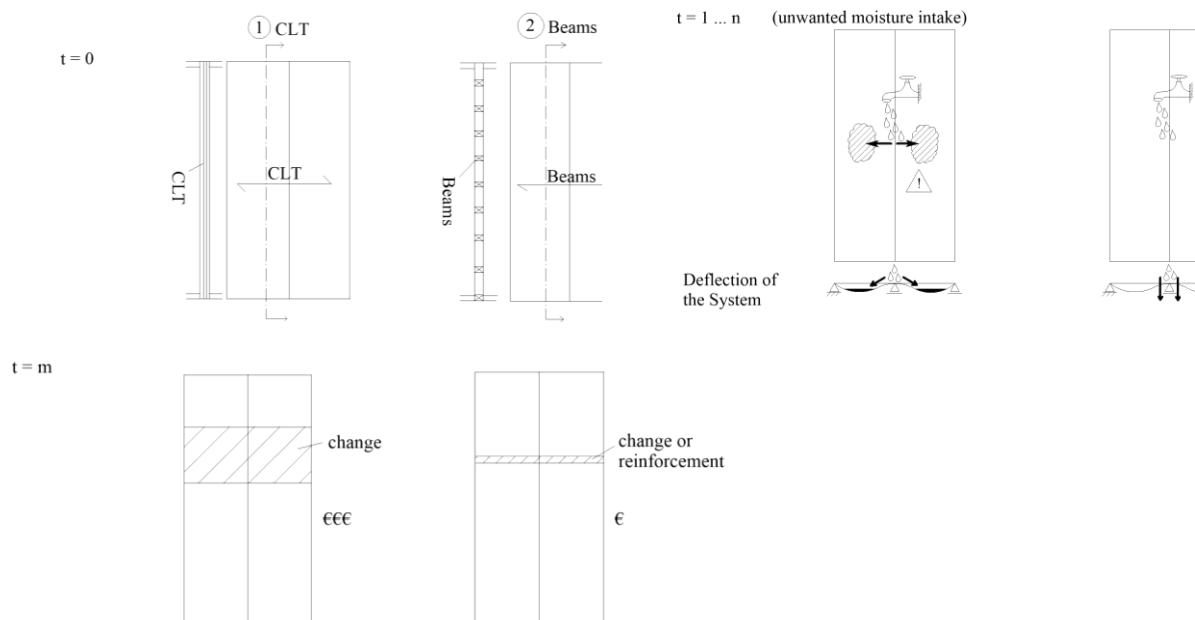 1 CLT
2 Beams
t = 1 ... n (unwanted moisture intake)
t = 0
CLT
CLT
Beams
Beams
!
Deflection of
the System
t = m
change
€€€
change or
reinforcement
€